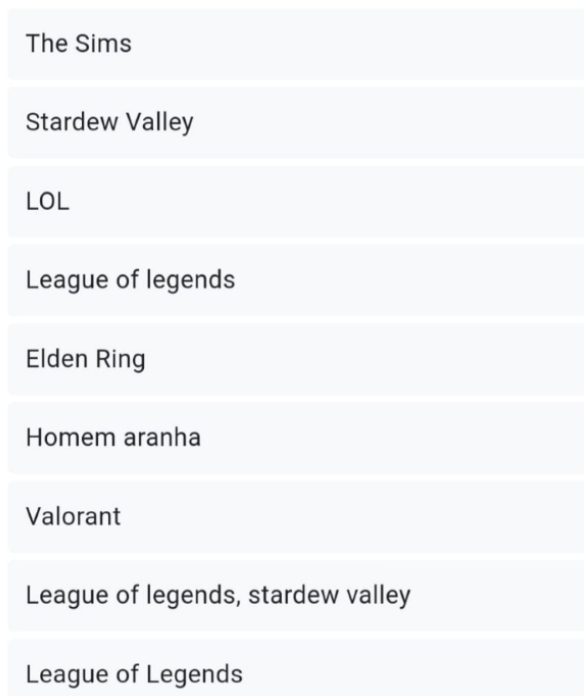 The Sims
Stardew Valley
LOL
League of legends
Elden Ring
Homem aranha
Valorant
League of legends, stardew valley
League of Legends